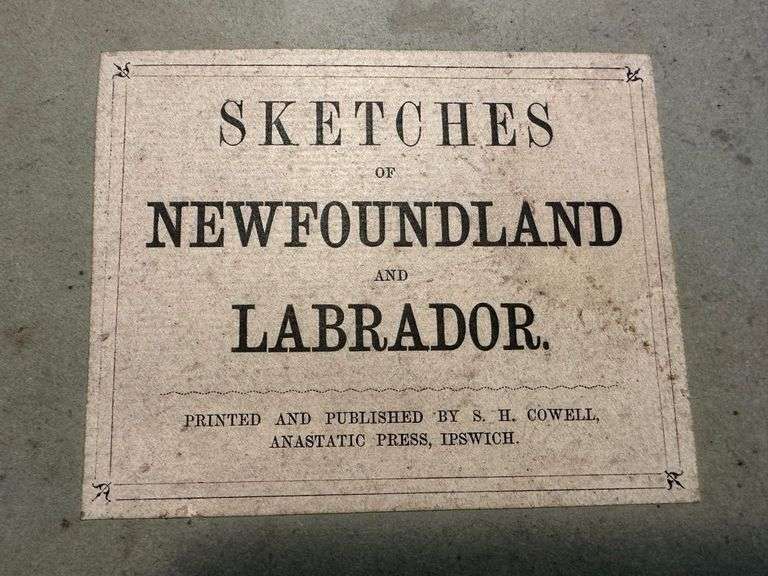 SKETCHES
OF
NEWFOUNDLAND
AND
LABRADOR.
PRINTED AND PUBLISHED BY S. H. COWELL,
ANASTATIC PRESS, IPSWICH.